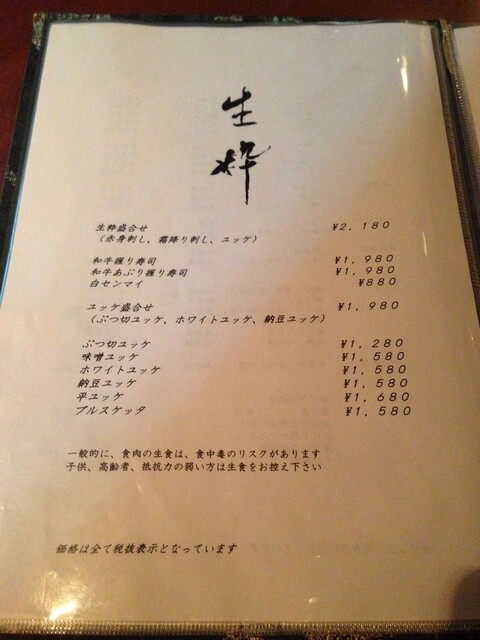 生粋
生粋盛合せ ¥2,180
(赤身刺し、霜降り刺し、ユッケ)
和牛握り寿司 ¥1,980
和牛あぶり握り寿司 ¥1,980
白センマイ ¥880
ユッケ盛合せ ¥1,980
(ぶつ切ユッケ、ホワイトユッケ、納豆ユッケ)
ぶつ切ユッケ ¥1,280
味噌ユッケ ¥1,580
ホワイトユッケ ¥1,580
納豆ユッケ ¥1,580
平ユッケ ¥1,680
ブルスケッタ ¥1,580
一般的に、食肉の生食は、食中毒のリスクがあります
子供、高齢者、抵抗力の弱い方は生食をお控え下さい
価格は全て税抜表示となっています